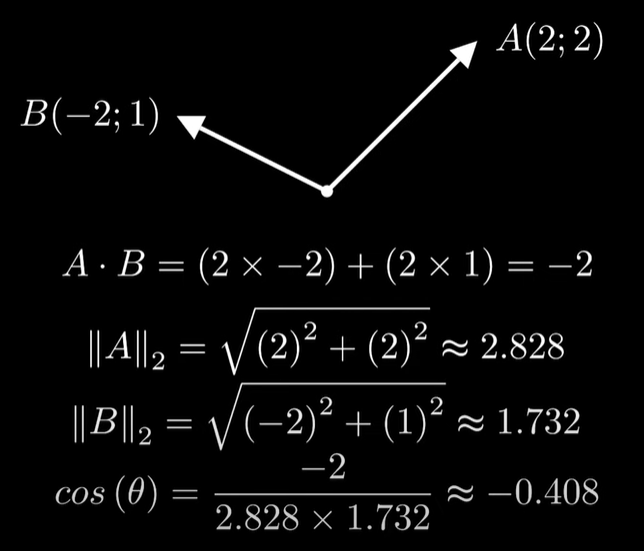 A(2; 2)
B(−2; 1)
A · B = (2 × −2) + (2 × 1) = −2
‖A‖₂ = √((2)² + (2)²) ≈ 2.828
‖B‖₂ = √((−2)² + (1)²) ≈ 1.732
cos (θ) = −2 / 2.828 × 1.732 ≈ −0.408